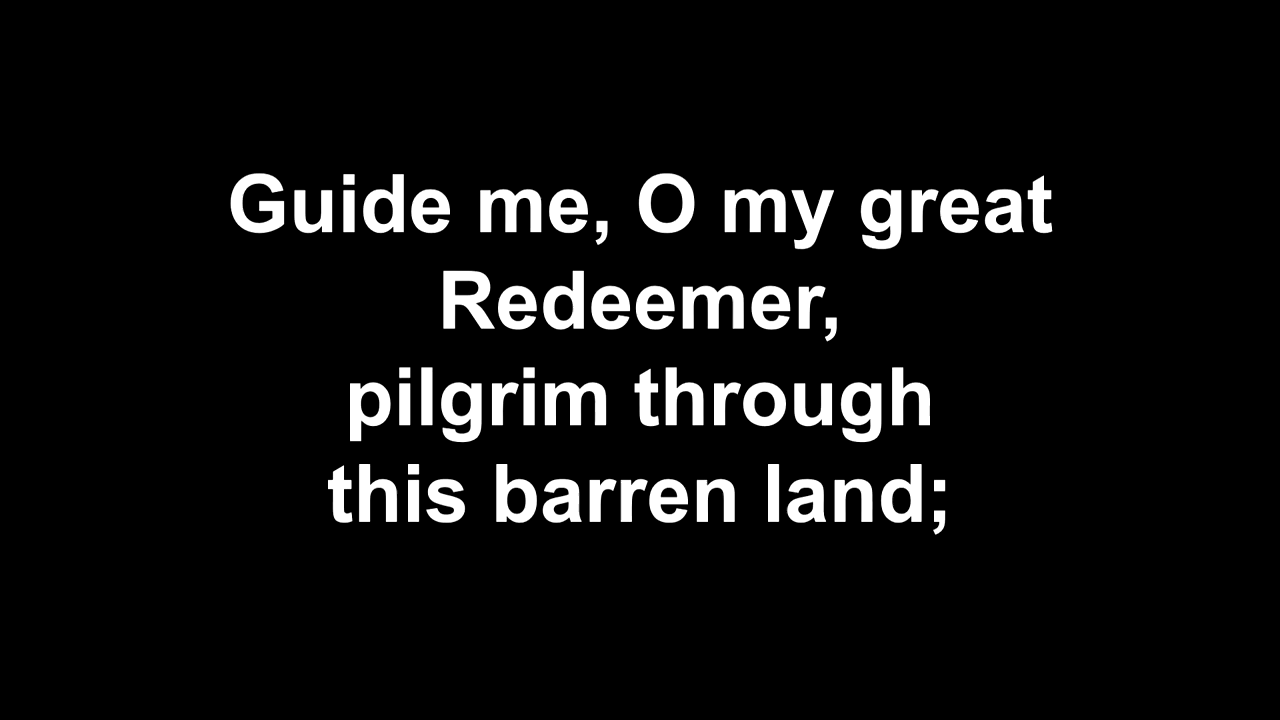 Guide me, O my great
Redeemer,
pilgrim through
this barren land;